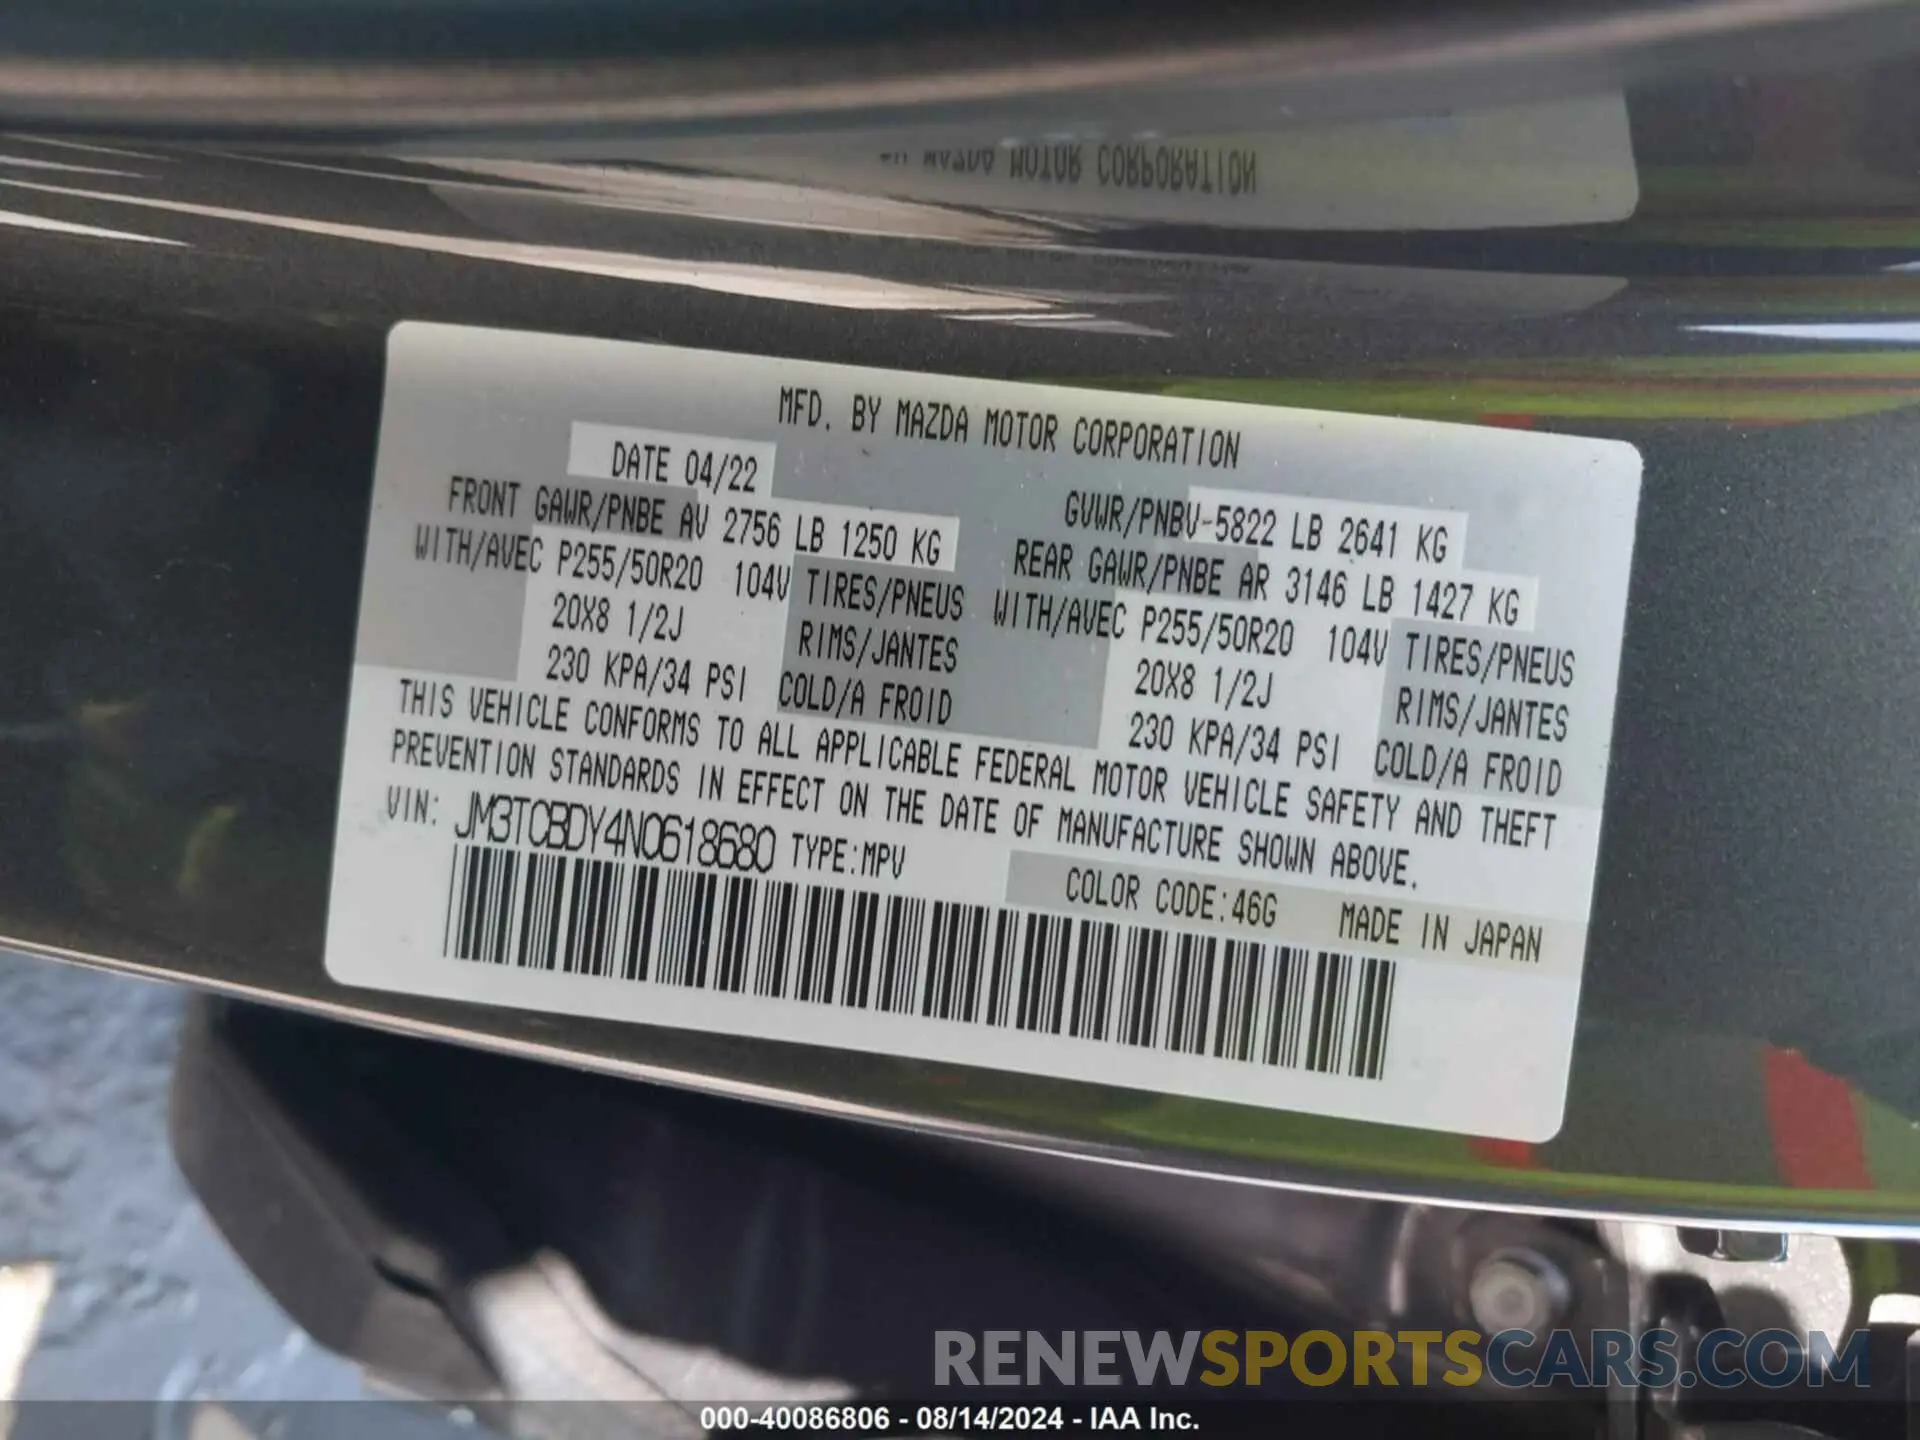 MFD. BY MAZDA MOTOR CORPORATION
DATE 04/22 GVWR/PNBV-5822 LB 2641 KG
FRONT GAWR/PNBE AV 2756 LB 1250 KG REAR GAWR/PNBE AR 3146 LB 1427 KG
WITH/AVEC P255/50R20 104V TIRES/PNEUS WITH/AVEC P255/50R20 104V TIRES/PNEUS
20X8 1/2J RIMS/JANTES 20X8 1/2J RIMS/JANTES
230 KPA/34 PSI COLD/A FROID 230 KPA/34 PSI COLD/A FROID
THIS VEHICLE CONFORMS TO ALL APPLICABLE FEDERAL MOTOR VEHICLE SAFETY AND THEFT
PREVENTION STANDARDS IN EFFECT ON THE DATE OF MANUFACTURE SHOWN ABOVE.
VIN: JM3TCBDY4N0618680 TYPE:MPV
COLOR CODE:46G MADE IN JAPAN
RENEWSPORTSCARS.COM
000-40086806 - 08/14/2024 - IAA Inc.